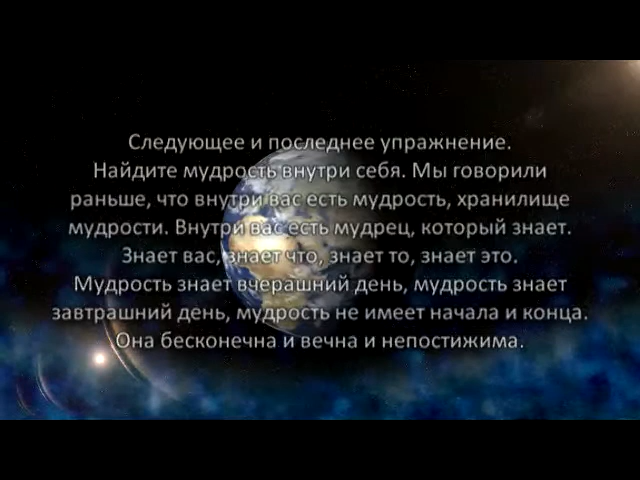 Следующее и последнее упражнение.
Найдите мудрость внутри себя. Мы говорили
раньше, что внутри вас есть мудрость, хранилище
мудрости. Внутри вас есть мудрец, который знает.
Знает вас, знает что, знает то, знает это.
Мудрость знает вчерашний день, мудрость знает
завтрашний день, мудрость не имеет начала и конца.
Она бесконечна и вечна и непостижима.